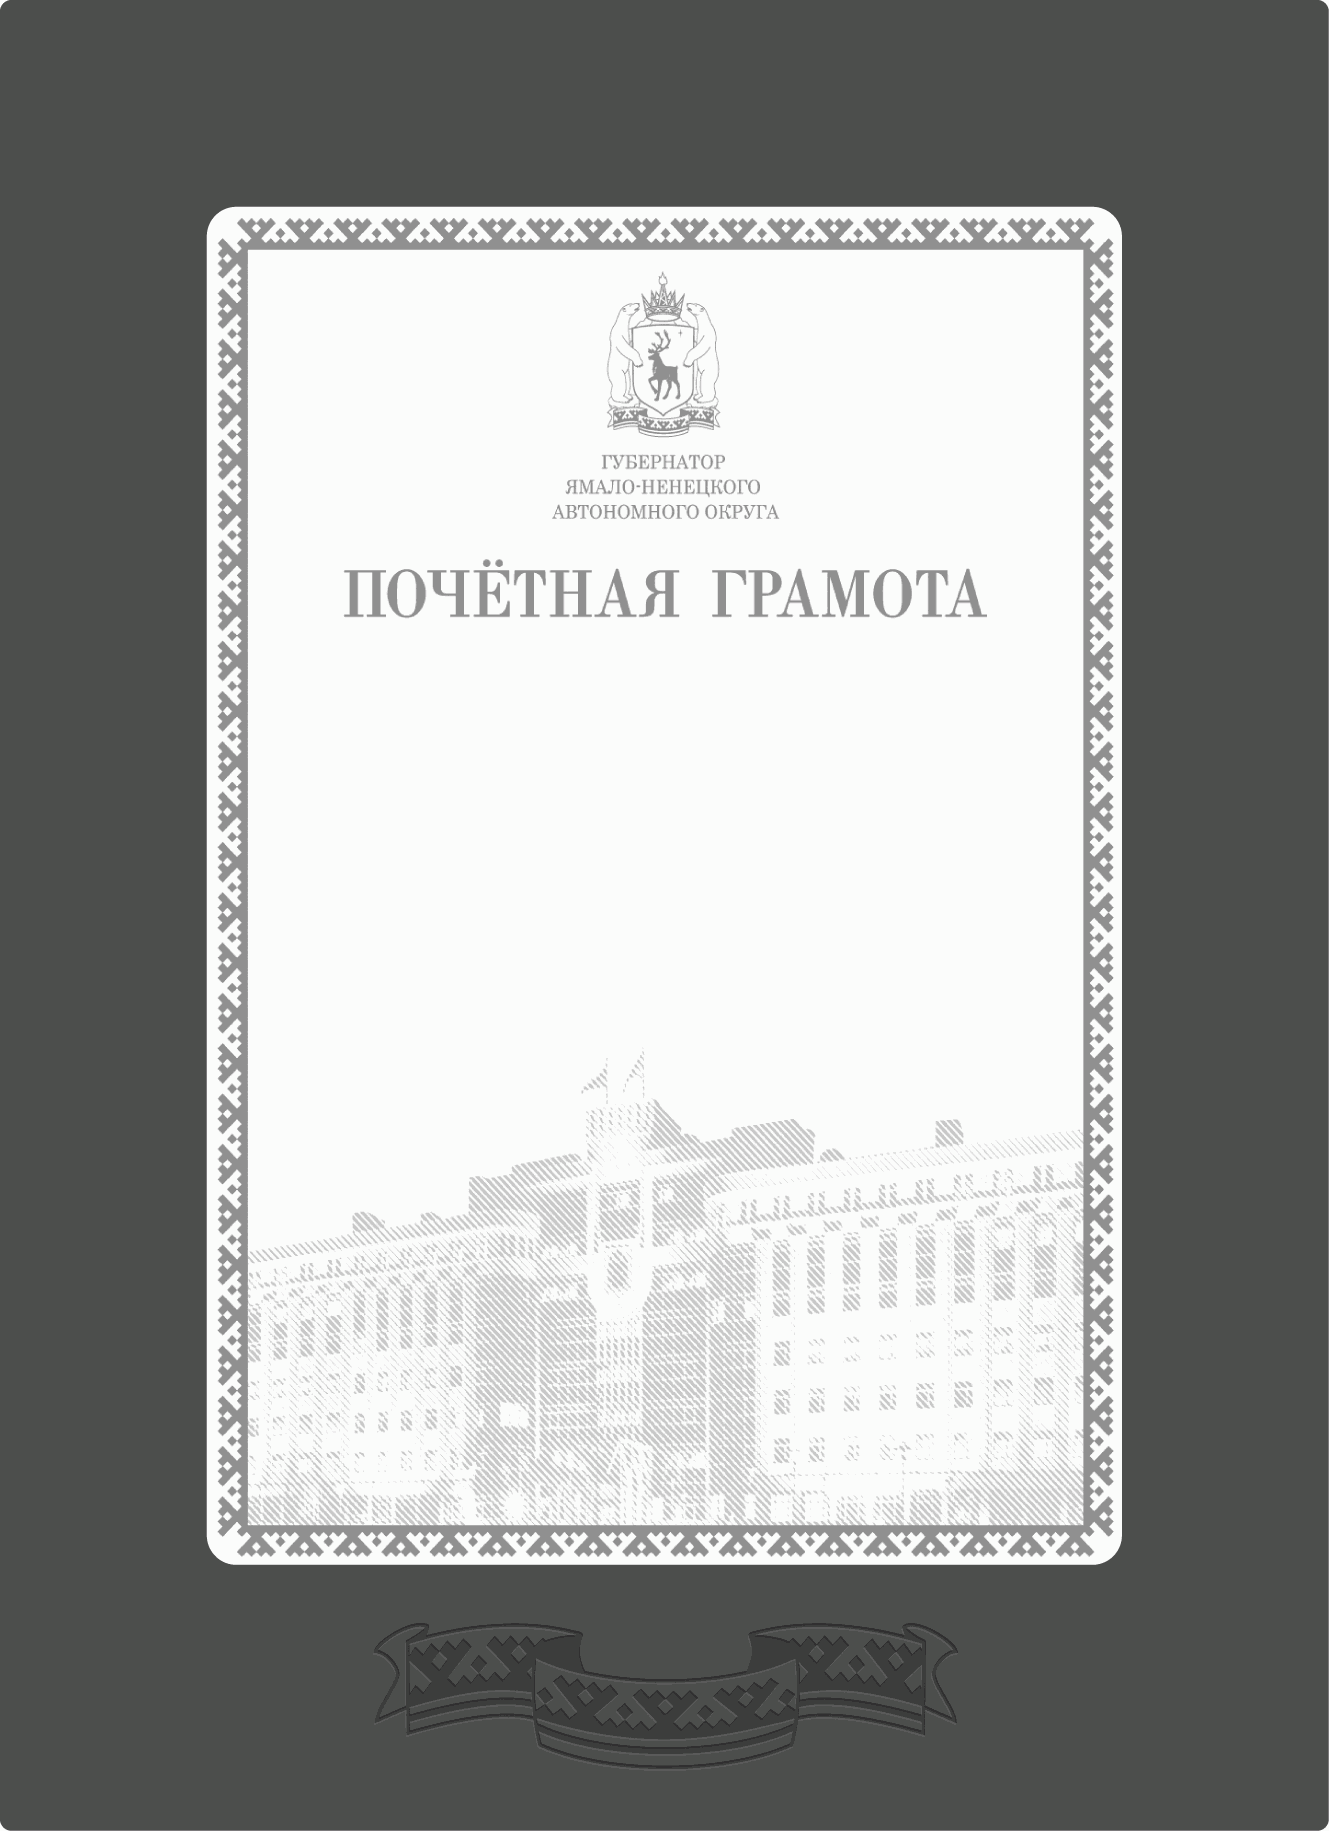 ГУБЕРНАТОР
ЯМАЛО-НЕНЕЦКОГО
АВТОНОМНОГО ОКРУГА
ПОЧЁТНАЯ ГРАМОТА